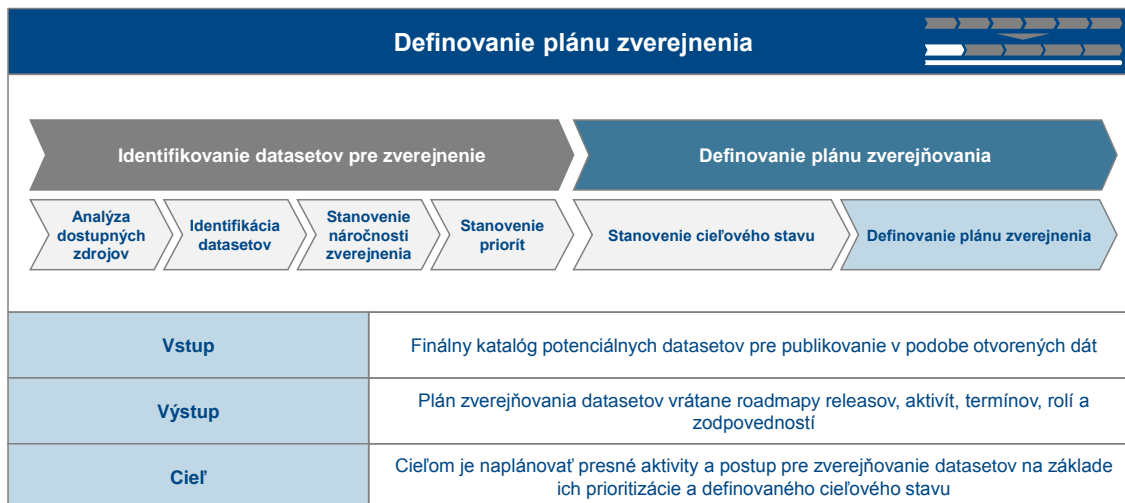 Definovanie plánu zverejnenia
Identifikovanie datasetov pre zverejnenie
Definovanie plánu zverejňovania
Analýza
dostupných
zdrojov
Identifikácia
datasetov
Stanovenie
náročnosti
zverejnenia
Stanovenie
priorít
Stanovenie cieľového stavu
Definovanie plánu zverejnenia
Vstup
Finálny katalóg potenciálnych datasetov pre publikovanie v podobe otvorených dát
Výstup
Plán zverejňovania datasetov vrátane roadmapy releasov, aktivít, termínov, rolí a
zodpovedností
Cieľ
Cieľom je naplánovať presné aktivity a postup pre zverejňovanie datasetov na základe
ich prioritizácie a definovaného cieľového stavu